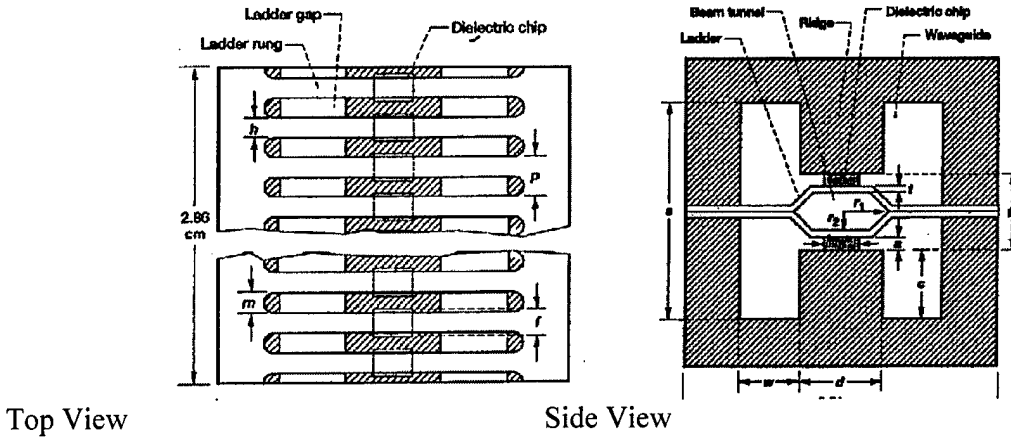 Ladder gap
Ladder rung
Dielectric chip
h
P
2.86
cm
m
f
Top View
Beam tunnel
Ladder
Ridge
Dielectric chip
Waveguide
t
r1
r2
c
w
d
Side View